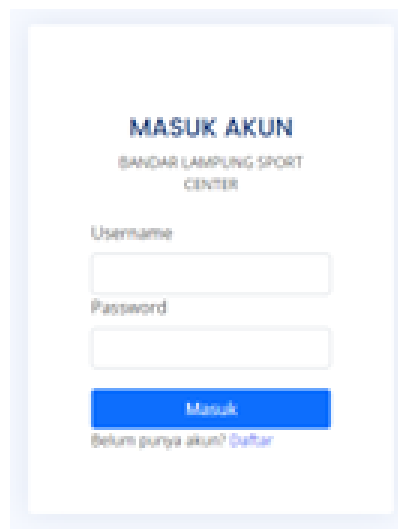 MASUK AKUN
BANDAR LAMPUNG SPORT
CENTER
Username
Password
Masuk
Belum punya akun? Daftar